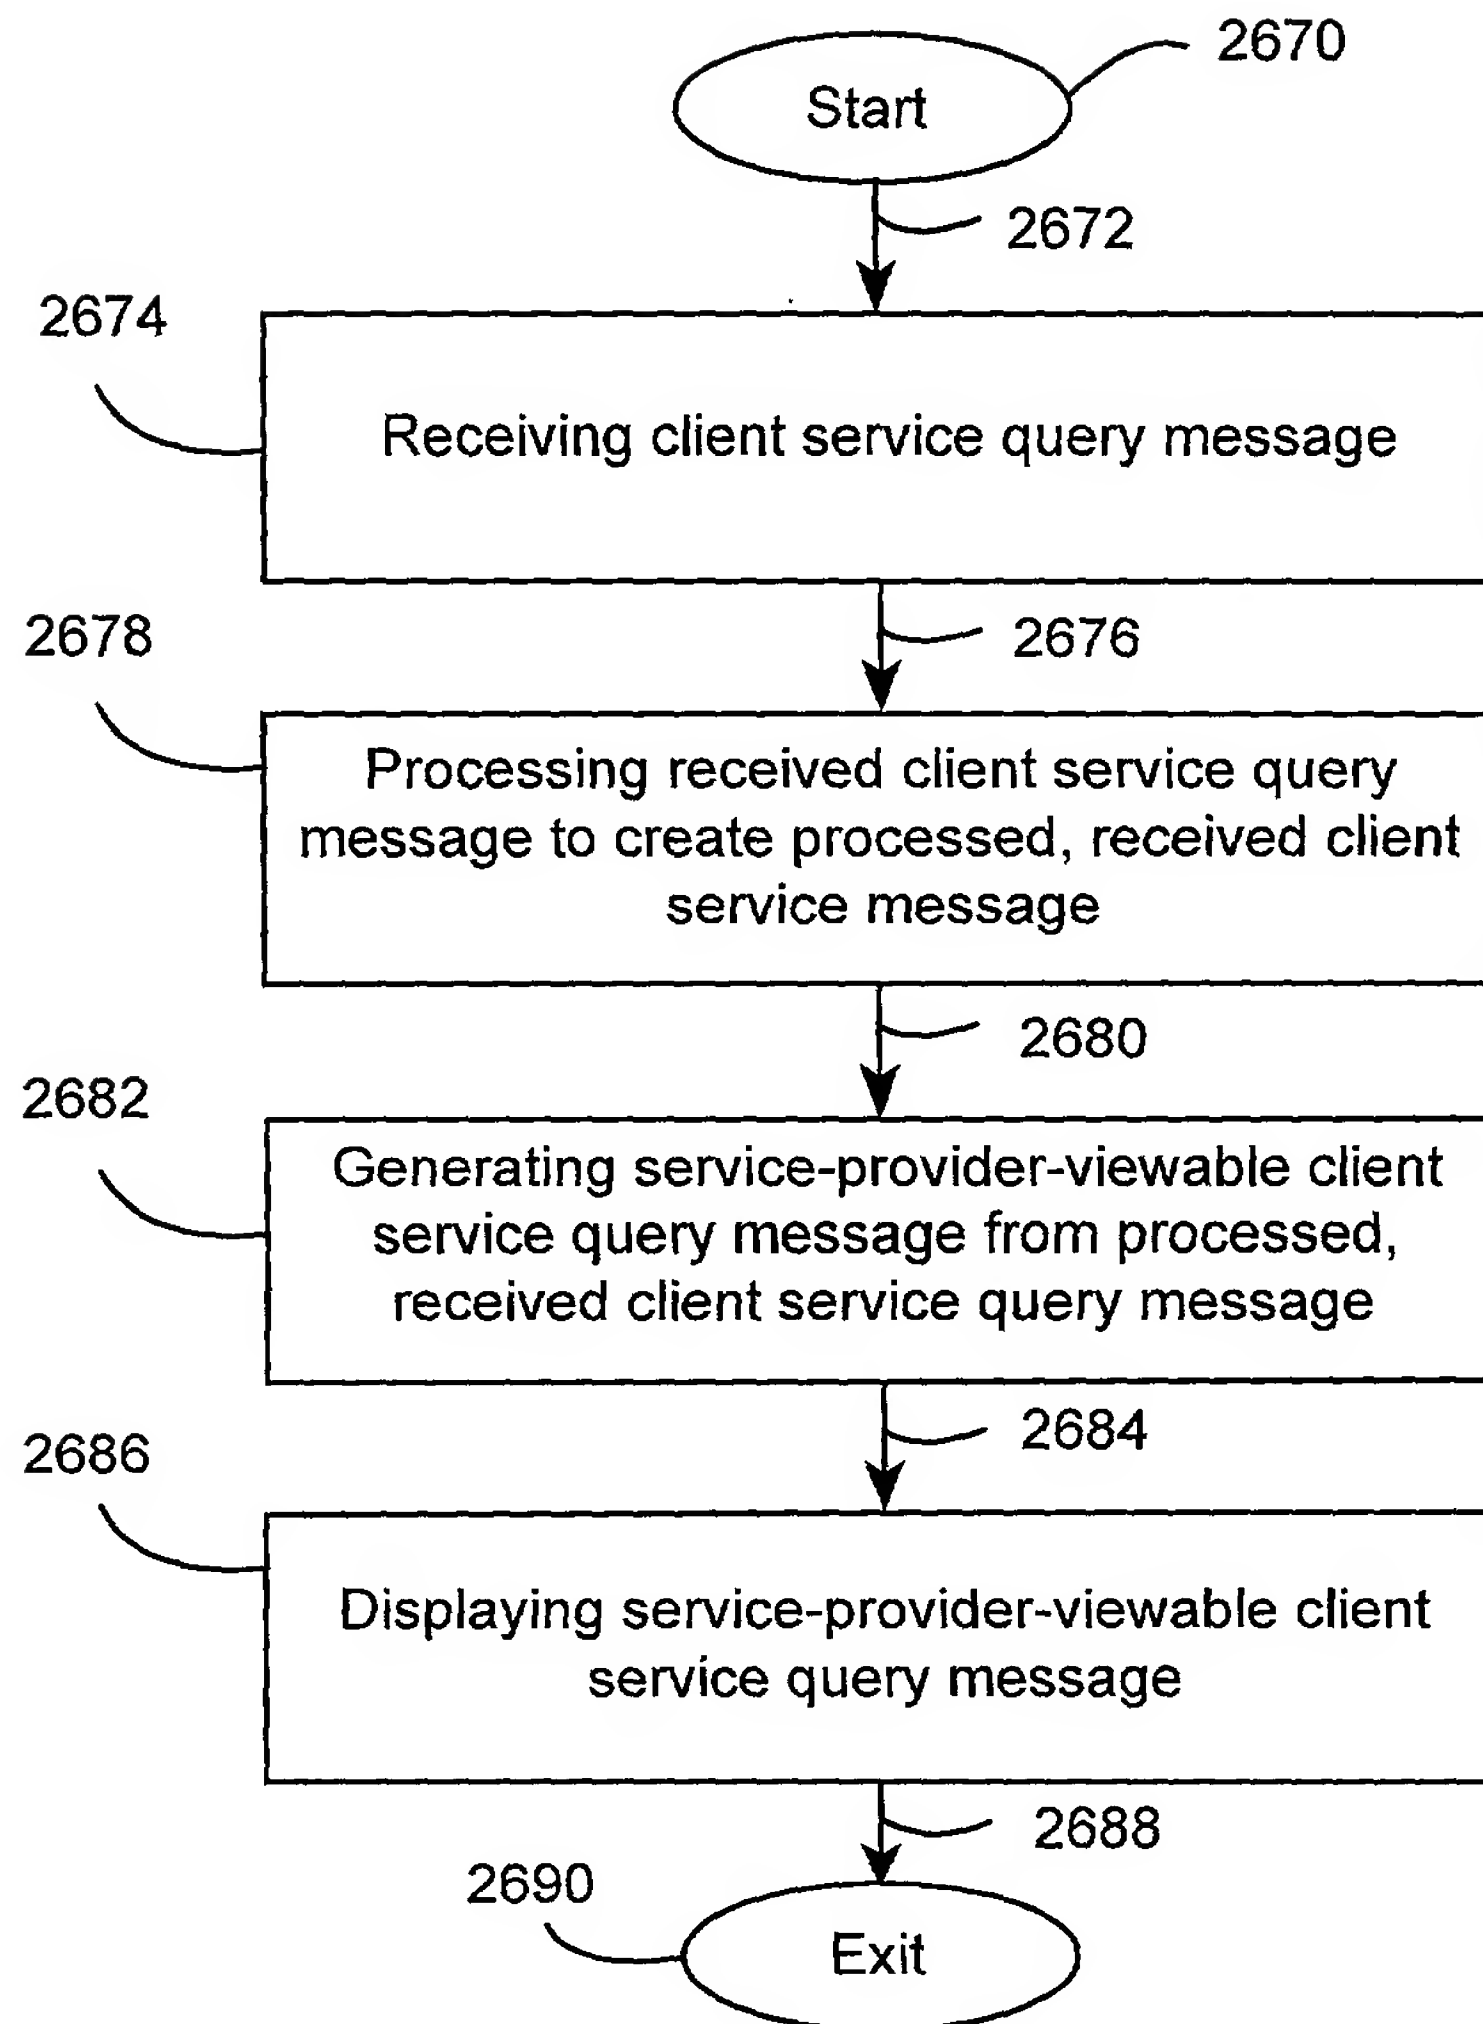 2670
Start
2672
2674
Receiving client service query message
2676
2678
Processing received client service query
message to create processed, received client
service message
2680
2682
Generating service-provider-viewable client
service query message from processed,
received client service query message
2684
2686
Displaying service-provider-viewable client
service query message
2688
2690
Exit